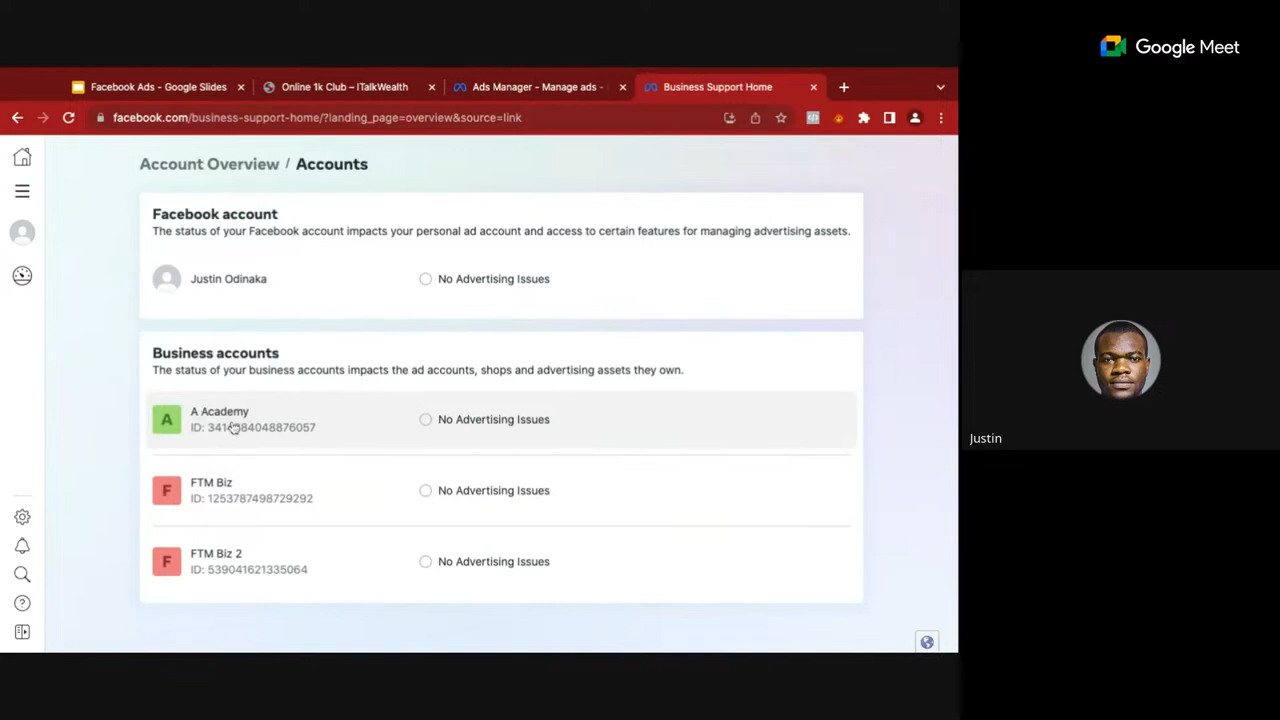 Google Meet
Facebook Ads - Google Slides
Online 1k Club – ITalkWealth
Ads Manager - Manage ads -
Business Support Home
facebook.com/business-support-home/?landing_page=overview&source=link
Account Overview / Accounts
Facebook account
The status of your Facebook account impacts your personal ad account and access to certain features for managing advertising assets.
Justin Odinaka
No Advertising Issues
Business accounts
The status of your business accounts impacts the ad accounts, shops and advertising assets they own.
A
A Academy
ID:
No Advertising Issues
F
FTM Biz
ID: 1253787498729292
No Advertising Issues
F
FTM Biz 2
ID: 539041621335064
No Advertising Issues
Justin